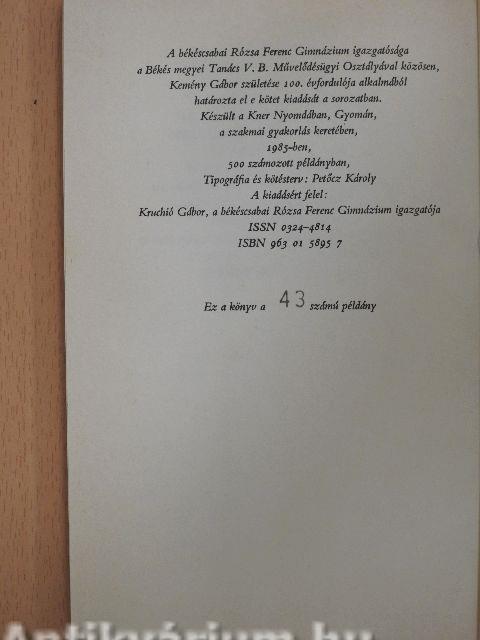 A békéscsabai Rózsa Ferenc Gimnázium igazgatósága
a Békés megyei Tanács V. B. Művelődésügyi Osztályával közösen,
Kemény Gábor születése 100. évfordulója alkalmából
határozta el e kötet kiadását a sorozatban.
Készült a Kner Nyomdában, Gyomán,
a szakmai gyakorlás keretében,
1985-ben,
500 számozott példányban,
Tipográfia és kötésterv: Petőcz Károly
A kiadásért felel:
Kruchió Gábor, a békéscsabai Rózsa Ferenc Gimnázium igazgatója
ISSN 0324-4814
ISBN 963 01 5895 7
Ez a könyv a 43 számú példány
Antikvárium.hu